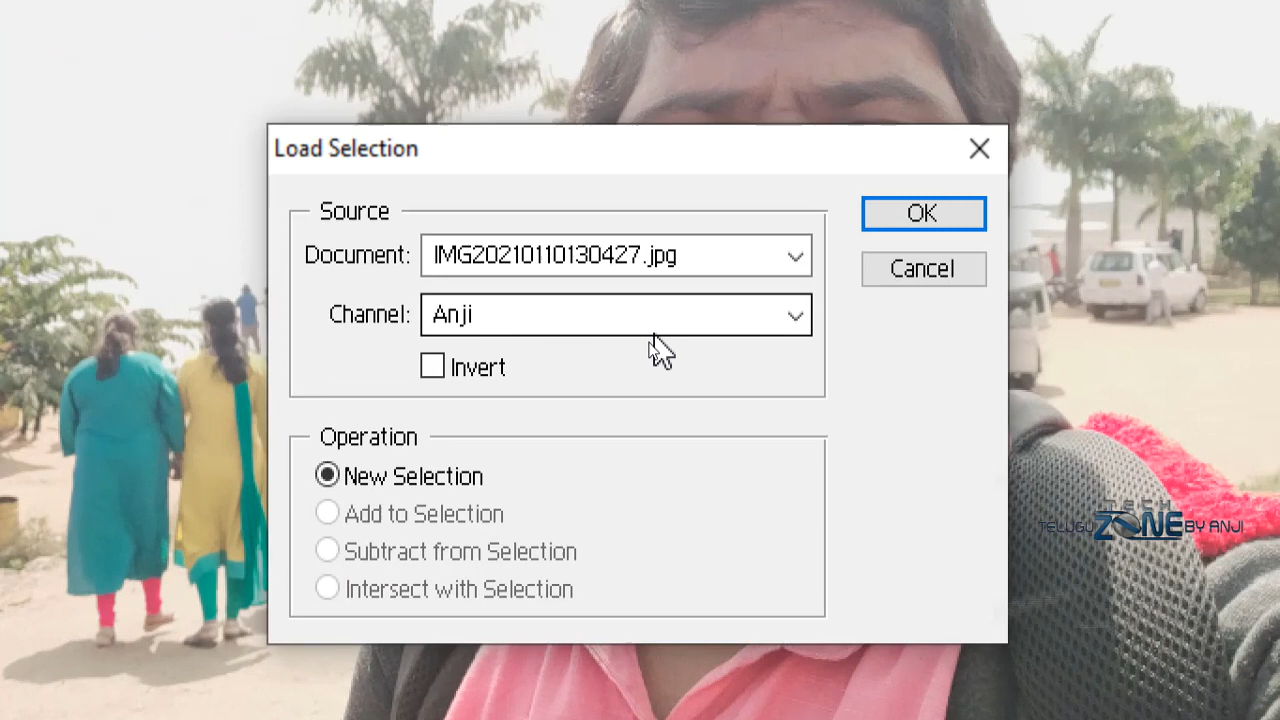 Load Selection
Source
OK
Document: IMG20210110130427.jpg
Cancel
Channel: Anji
Invert
Operation
New Selection
Add to Selection
Subtract from Selection
Intersect with Selection
TECH
TELUGU ZONE BY ANJI